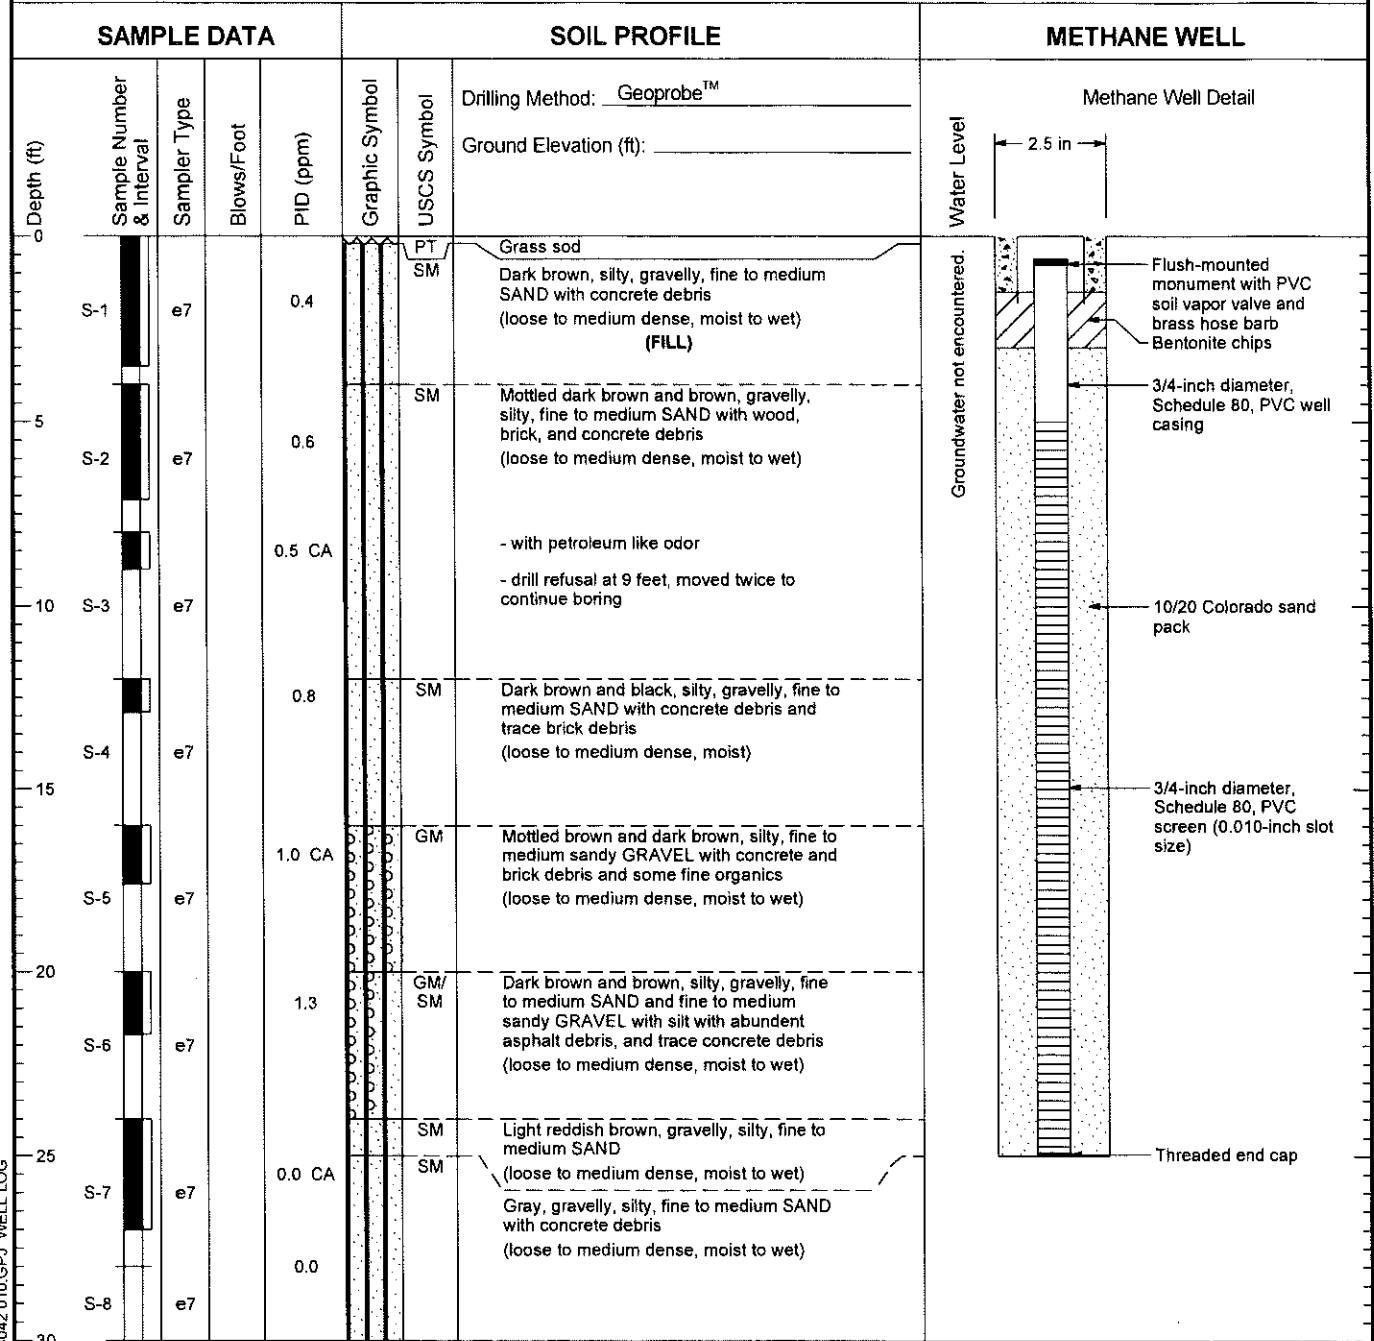 SAMPLE DATA
SOIL PROFILE
METHANE WELL
Depth (ft)
Sample Number
& Interval
Sampler Type
Blows/Foot
PID (ppm)
Graphic Symbol
USCS Symbol
Drilling Method: Geoprobe™
Ground Elevation (ft):
Water Level
Methane Well Detail
2.5 in
0
PT
Grass sod
SM
Dark brown, silty, gravelly, fine to medium
SAND with concrete debris
(loose to medium dense, moist to wet)
(FILL)
S-1
e7
0.4
Groundwater not encountered.
Flush-mounted
monument with PVC
soil vapor valve and
brass hose barb
Bentonite chips
3/4-inch diameter,
Schedule 80, PVC well
casing
SM
Mottled dark brown and brown, gravelly,
silty, fine to medium SAND with wood,
brick, and concrete debris
(loose to medium dense, moist to wet)
5
S-2
e7
0.6
0.5 CA
- with petroleum like odor
- drill refusal at 9 feet, moved twice to
continue boring
10
S-3
e7
10/20 Colorado sand
pack
0.8
SM
Dark brown and black, silty, gravelly, fine to
medium SAND with concrete debris and
trace brick debris
(loose to medium dense, moist)
S-4
e7
15
3/4-inch diameter,
Schedule 80, PVC
screen (0.010-inch slot
size)
1.0 CA
GM
Mottled brown and dark brown, silty, fine to
medium sandy GRAVEL with concrete and
brick debris and some fine organics
(loose to medium dense, moist to wet)
S-5
e7
20
1.3
GM/
SM
Dark brown and brown, silty, gravelly, fine
to medium SAND and fine to medium
sandy GRAVEL with silt with abundent
asphalt debris, and trace concrete debris
(loose to medium dense, moist to wet)
S-6
e7
SM
Light reddish brown, gravelly, silty, fine to
medium SAND
(loose to medium dense, moist to wet)
25
0.0 CA
SM
Threaded end cap
S-7
e7
Gray, gravelly, silty, fine to medium SAND
with concrete debris
(loose to medium dense, moist to wet)
0.0
S-8
e7
30
WELL LOG